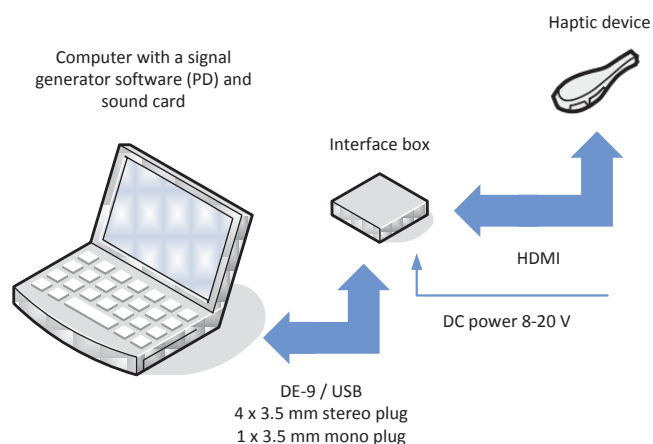 Haptic device
Computer with a signal
generator software (PD) and
sound card
Interface box
HDMI
DC power 8-20 V
DE-9 / USB
4 x 3.5 mm stereo plug
1 x 3.5 mm mono plug